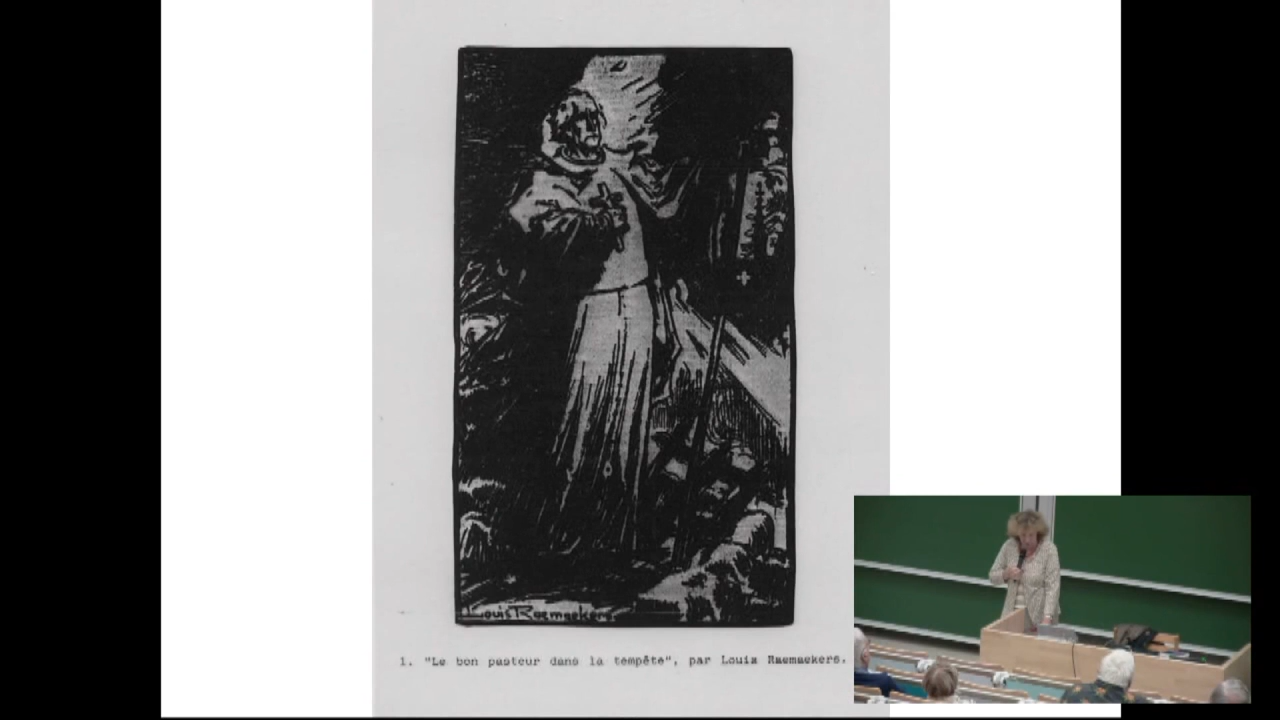 Louis Raemaekers
1. "Le bon pasteur dans la tempête", par Louis Raemaekers.